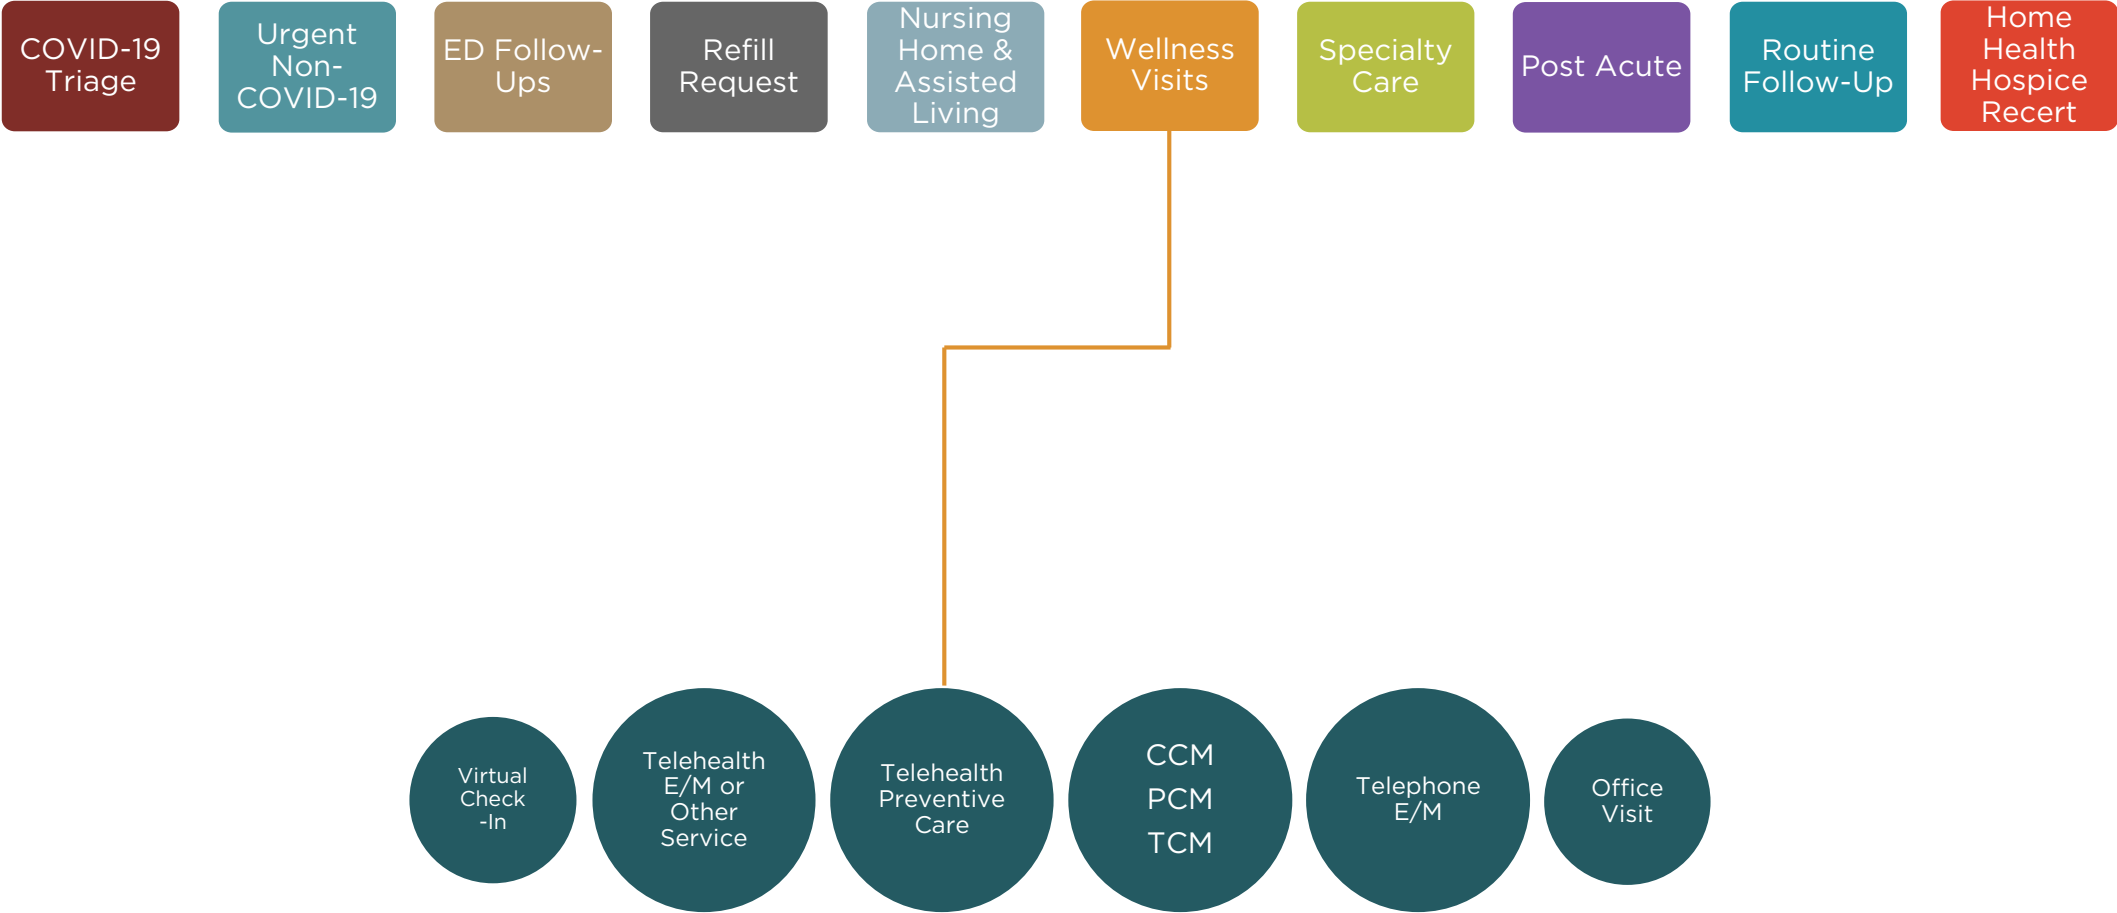 COVID-19
Triage
Urgent
Non-
COVID-19
ED Follow-
Ups
Refill
Request
Nursing
Home &
Assisted
Living
Wellness
Visits
Specialty
Care
Post Acute
Routine
Follow-Up
Home
Health
Hospice
Recert
Virtual
Check
-In
Telehealth
E/M or
Other
Service
Telehealth
Preventive
Care
CCM
PCM
TCM
Telephone
E/M
Office
Visit